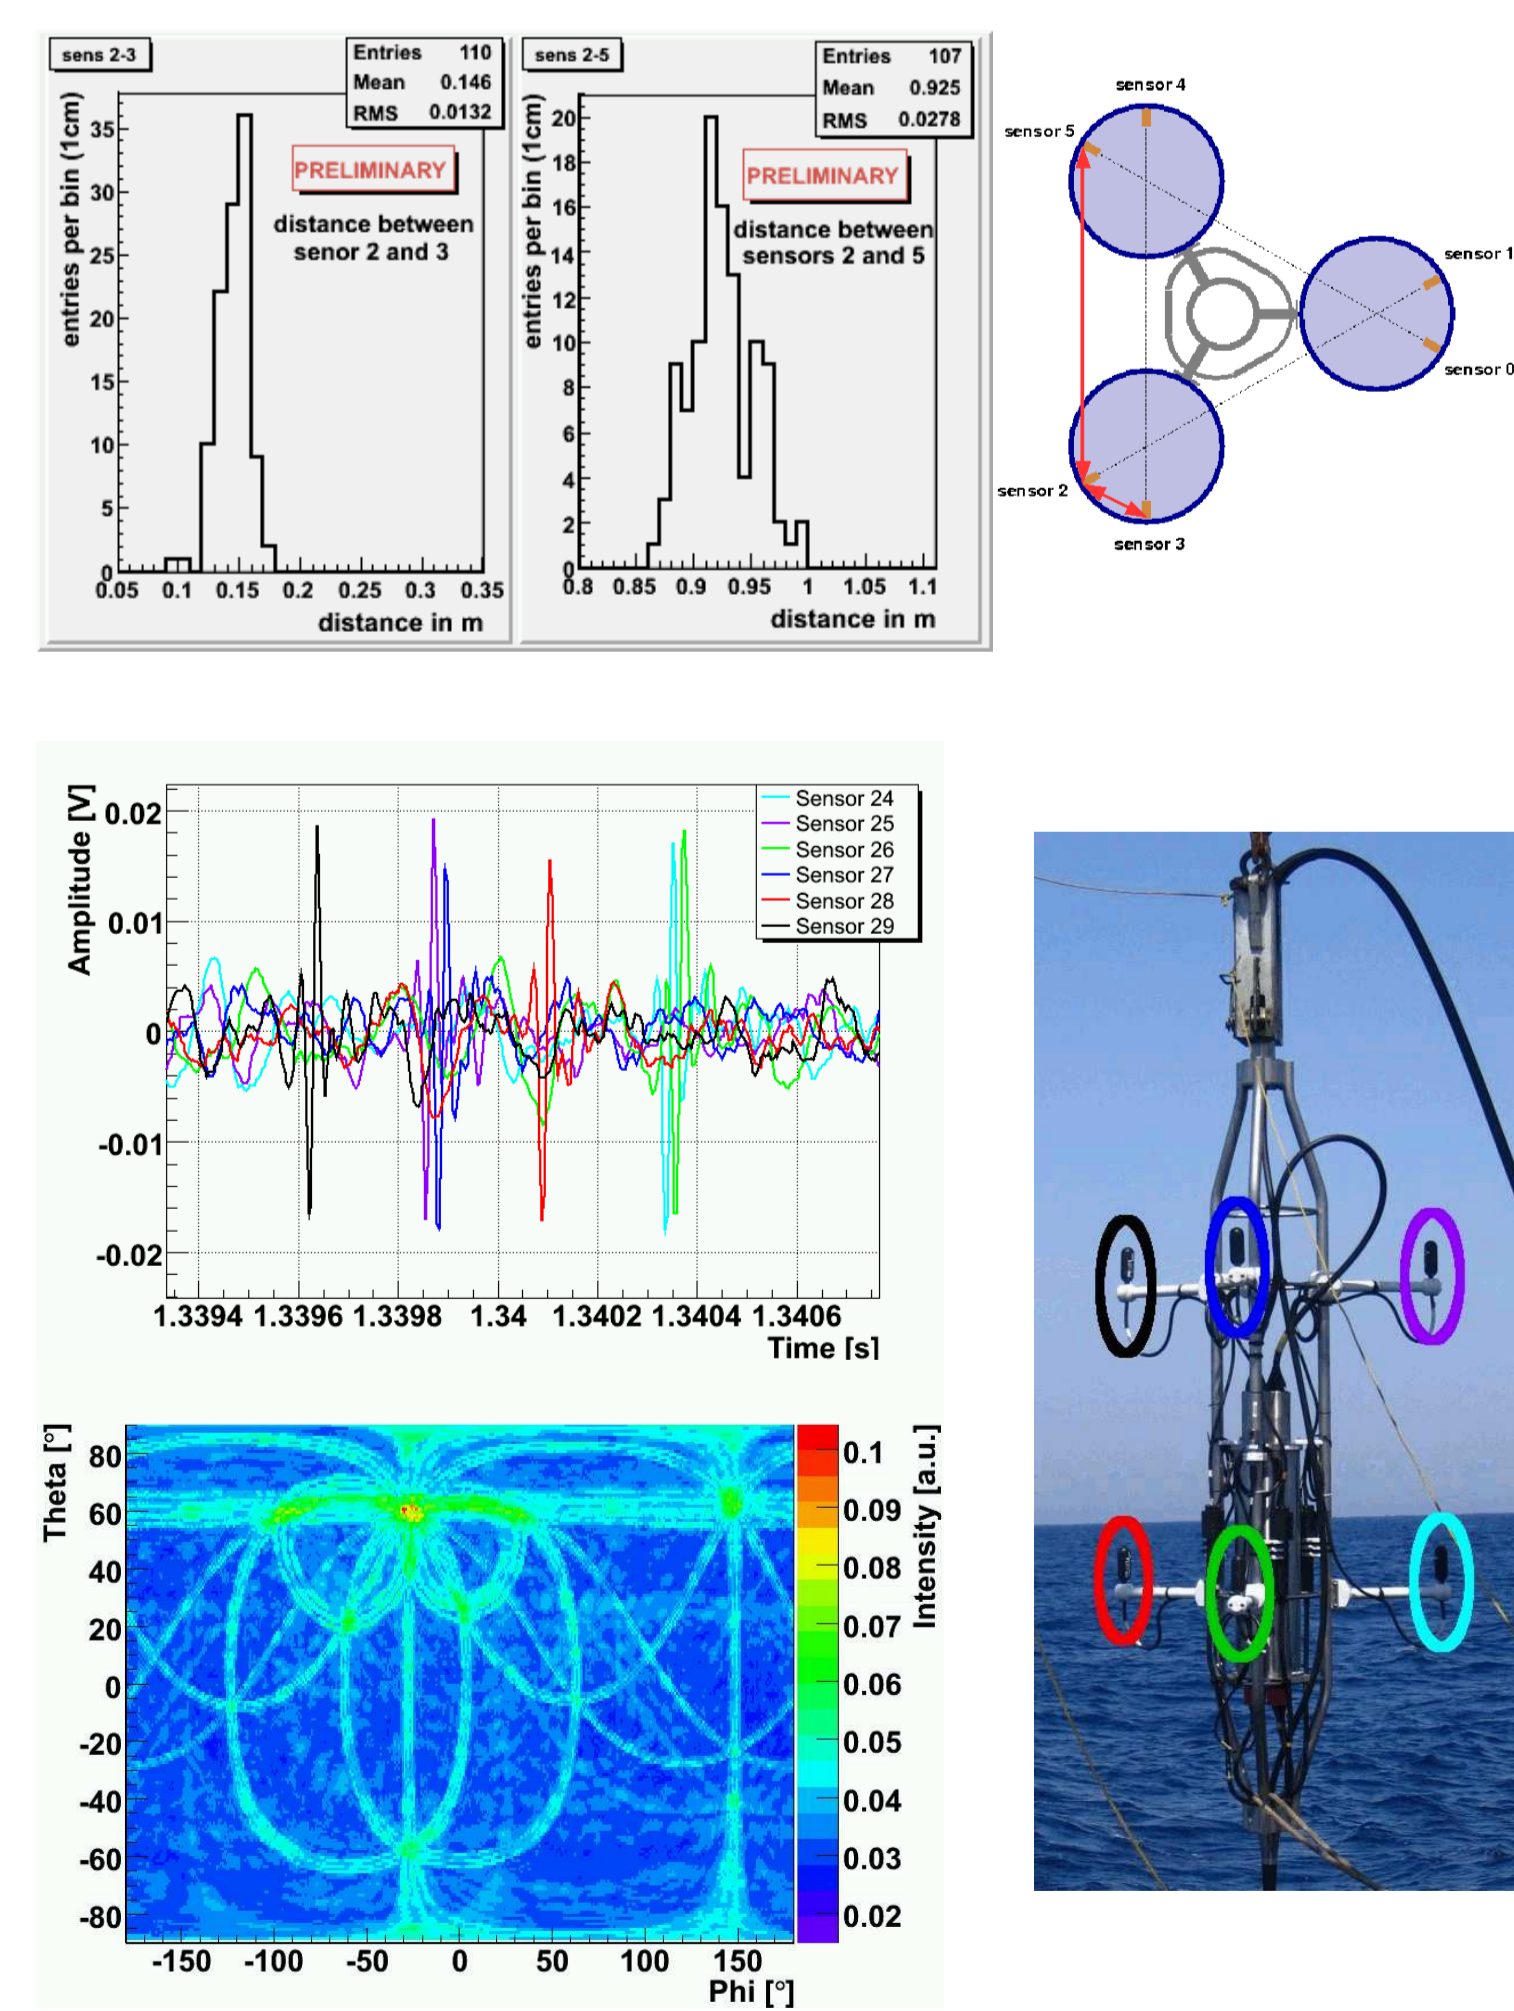 sens 2-3
Entries 110
Mean 0.146
RMS 0.0132
PRELIMINARY
distance between
senor 2 and 3
entries per bin (1cm)
35
30
25
20
15
10
5
0
0.05 0.1 0.15 0.2 0.25 0.3 0.35
distance in m
sens 2-5
Entries 107
Mean 0.925
RMS 0.0278
PRELIMINARY
distance between
sensors 2 and 5
entries per bin (1cm)
20
18
16
14
12
10
8
6
4
2
0
0.8 0.85 0.9 0.95 1 1.05 1.1
distance in m
sensor 4
sensor 5
sensor 1
sensor 0
sensor 2
sensor 3
Amplitude [V]
0.02
0.01
0
-0.01
-0.02
Sensor 24
Sensor 25
Sensor 26
Sensor 27
Sensor 28
Sensor 29
1.3394 1.3396 1.3398 1.34 1.3402 1.3404 1.3406
Time [s]
Theta [°]
80
60
40
20
0
-20
-40
-60
-80
-150 -100 -50 0 50 100 150
Phi [°]
0.1
0.09
0.08
0.07
0.06
0.05
0.04
0.03
0.02
Intensity [a.u.]